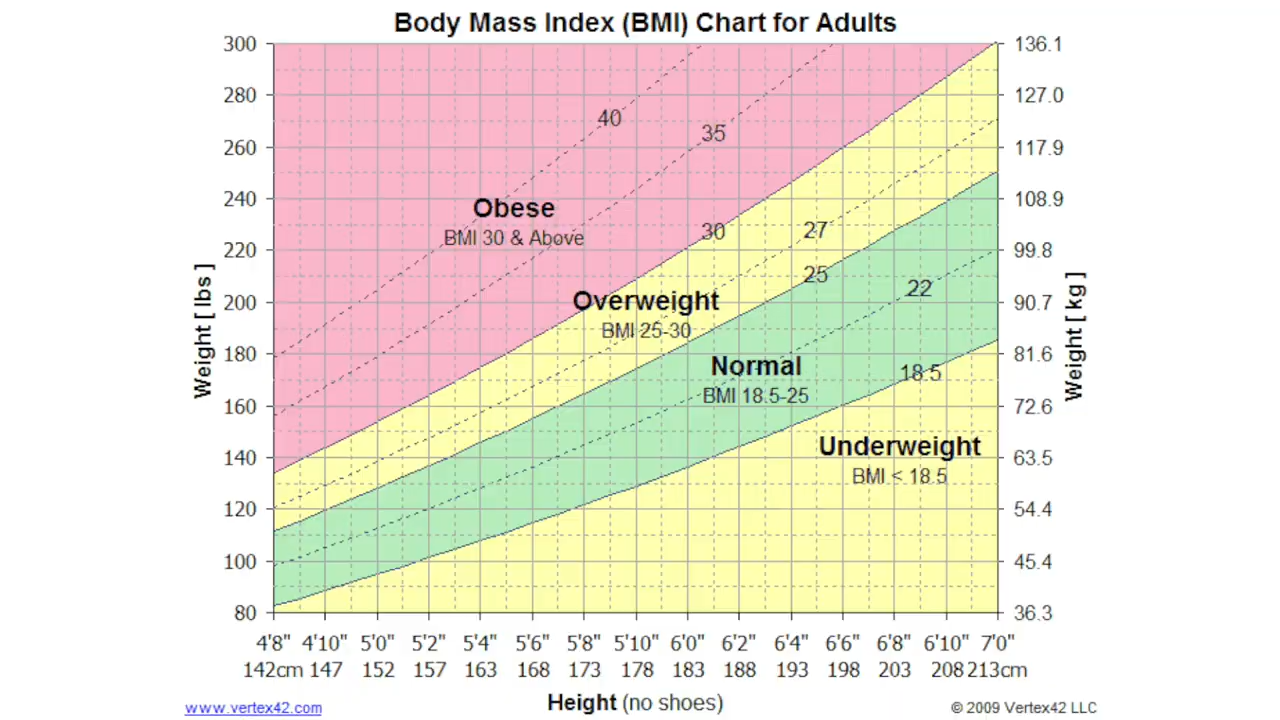 Body Mass Index (BMI) Chart for Adults
300 136.1
280 127.0
40
35
260 117.9
240 108.9
Obese
BMI 30 & Above
30 27
220 99.8
25
22
Weight [ lbs ]
Weight [ kg ]
200 90.7
Overweight
BMI 25-30
180 81.6
Normal
18.5
BMI 18.5-25
160 72.6
Underweight
140 63.5
BMI < 18.5
120 54.4
100 45.4
80 36.3
4'8" 4'10" 5'0" 5'2" 5'4" 5'6" 5'8" 5'10" 6'0" 6'2" 6'4" 6'6" 6'8" 6'10" 7'0"
142cm 147 152 157 163 168 173 178 183 188 193 198 203 208 213cm
Height (no shoes)
www.vertex42.com © 2009 Vertex42 LLC